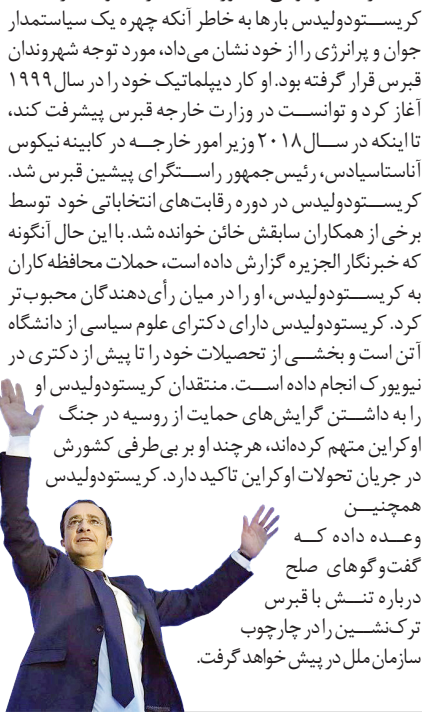 کریستودولیدس بارها به خاطر آنکه چهره یک سیاستمدار
جوان و پرانرژی را از خود نشان می‌داد، مورد توجه شهروندان
قبرس قرار گرفته بود. او کار دیپلماتیک خود را در سال ۱۹۹۹
آغاز کرد و توانست در وزارت خارجه قبرس پیشرفت کند،
تا اینکه در سال ۲۰۱۸ وزیر امور خارجه در کابینه نیکوس
آناستاسیادس، رئیس‌جمهور راستگرای پیشین قبرس شد.
کریستودولیدس در دوره رقابت‌های انتخاباتی خود توسط
برخی از همکاران سابقش خائن خوانده شد. با این حال آنگونه
که خبرنگار الجزیره گزارش داده است، حملات محافظه‌کاران
به کریستودولیدس، او را در میان رأی‌دهندگان محبوب‌تر
کرد. کریستودولیدس دارای دکترای علوم سیاسی از دانشگاه
آتن است و بخشی از تحصیلات خود را تا پیش از دکتری در
نیویورک انجام داده است. منتقدان کریستودولیدس او
را به داشتن گرایش‌های حمایت از روسیه در جنگ
اوکراین متهم کرده‌اند، هرچند او بر بی‌طرفی کشورش
در جریان تحولات اوکراین تاکید دارد. کریستودولیدس
همچنین
وعده داده که
گفت‌وگوهای صلح
درباره تنش با قبرس
ترک‌نشین را در چارچوب
سازمان ملل در پیش خواهد گرفت.